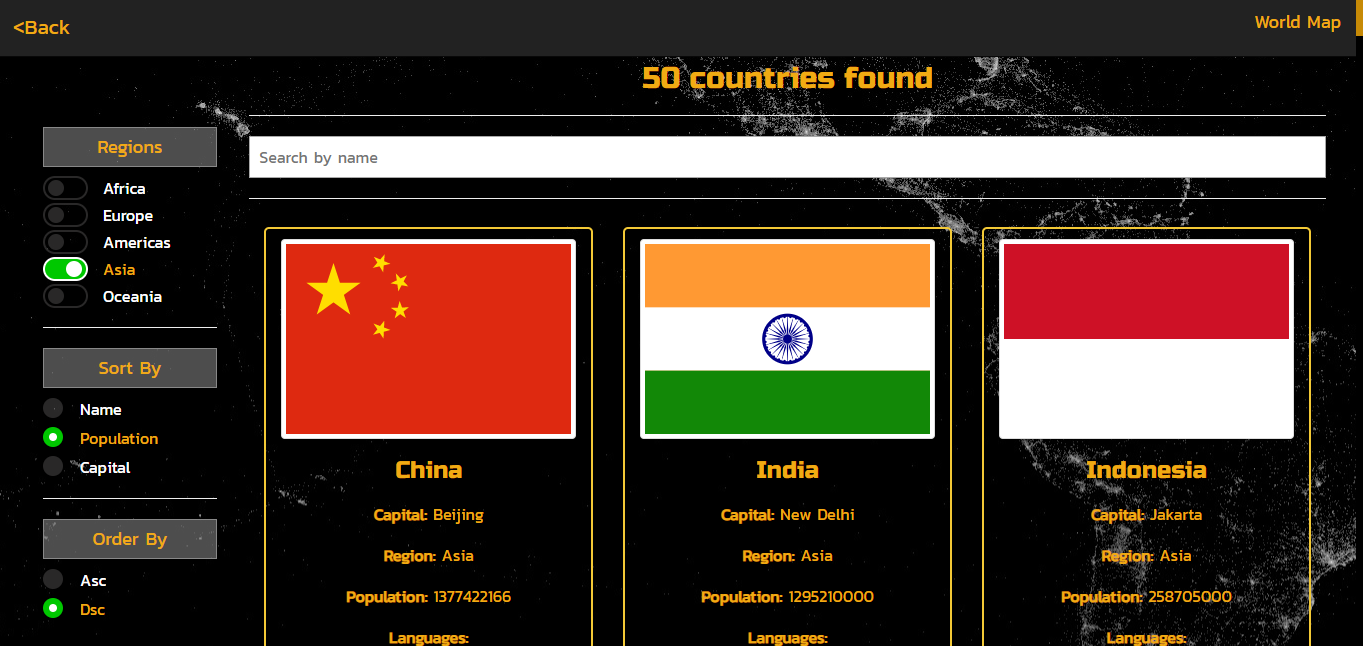 <Back
World Map
50 countries found
Regions
Africa
Europe
Americas
Asia
Oceania
Sort By
Name
Population
Capital
Order By
Asc
Dsc
Search by name
China
Capital: Beijing
Region: Asia
Population: 1377422166
Languages:
India
Capital: New Delhi
Region: Asia
Population: 1295210000
Languages:
Indonesia
Capital: Jakarta
Region: Asia
Population: 258705000
Languages: